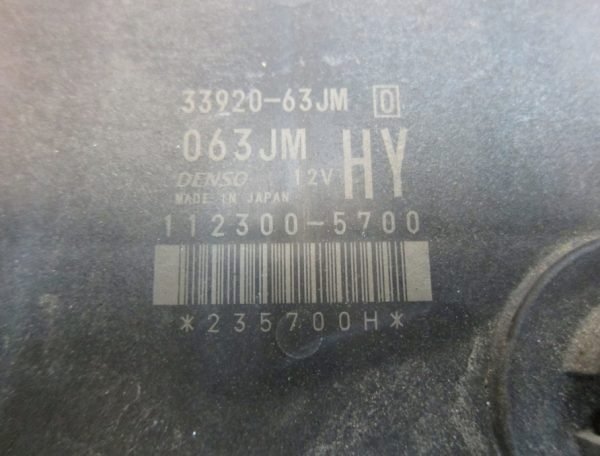 33920-63JM 0
063JM HY
DENSO 12V
MADE IN JAPAN
112300-5700
*235700H*